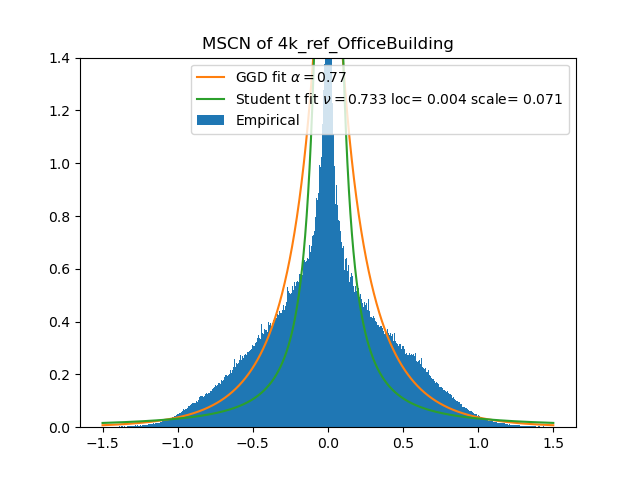 MSCN of 4k_ref_OfficeBuilding
GGD fit α = 0.77
Student t fit ν = 0.733 loc= 0.004 scale= 0.071
Empirical
1.4
1.2
1.0
0.8
0.6
0.4
0.2
0.0
−1.5 −1.0 −0.5 0.0 0.5 1.0 1.5